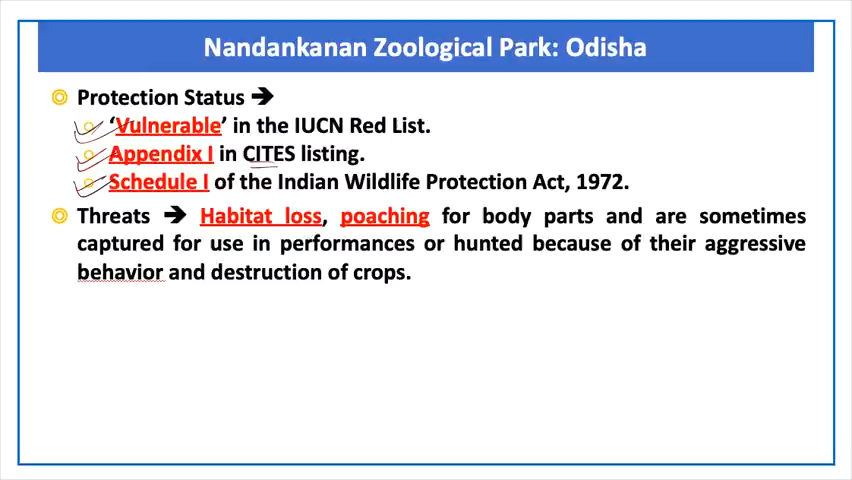 Nandankanan Zoological Park: Odisha
Protection Status ➔
‘Vulnerable’ in the IUCN Red List.
Appendix I in CITES listing.
Schedule I of the Indian Wildlife Protection Act, 1972.
Threats ➔ Habitat loss, poaching for body parts and are sometimes
captured for use in performances or hunted because of their aggressive
behavior and destruction of crops.